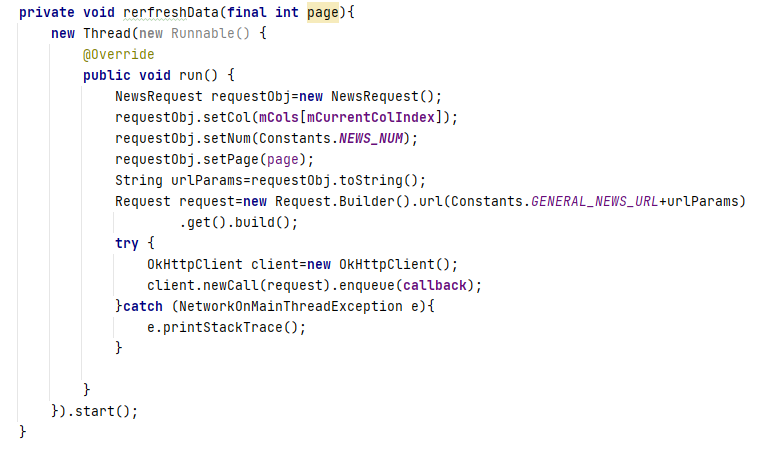 private void rerfreshData(final int page){
new Thread(new Runnable() {
@Override
public void run() {
NewsRequest requestObj=new NewsRequest();
requestObj.setCol(mCols[mCurrentColIndex]);
requestObj.setNum(Constants.NEWS_NUM);
requestObj.setPage(page);
String urlParams=requestObj.toString();
Request request=new Request.Builder().url(Constants.GENERAL_NEWS_URL+urlParams)
.get().build();
try {
OkHttpClient client=new OkHttpClient();
client.newCall(request).enqueue(callback);
}catch (NetworkOnMainThreadException e){
e.printStackTrace();
}
}
}).start();
}